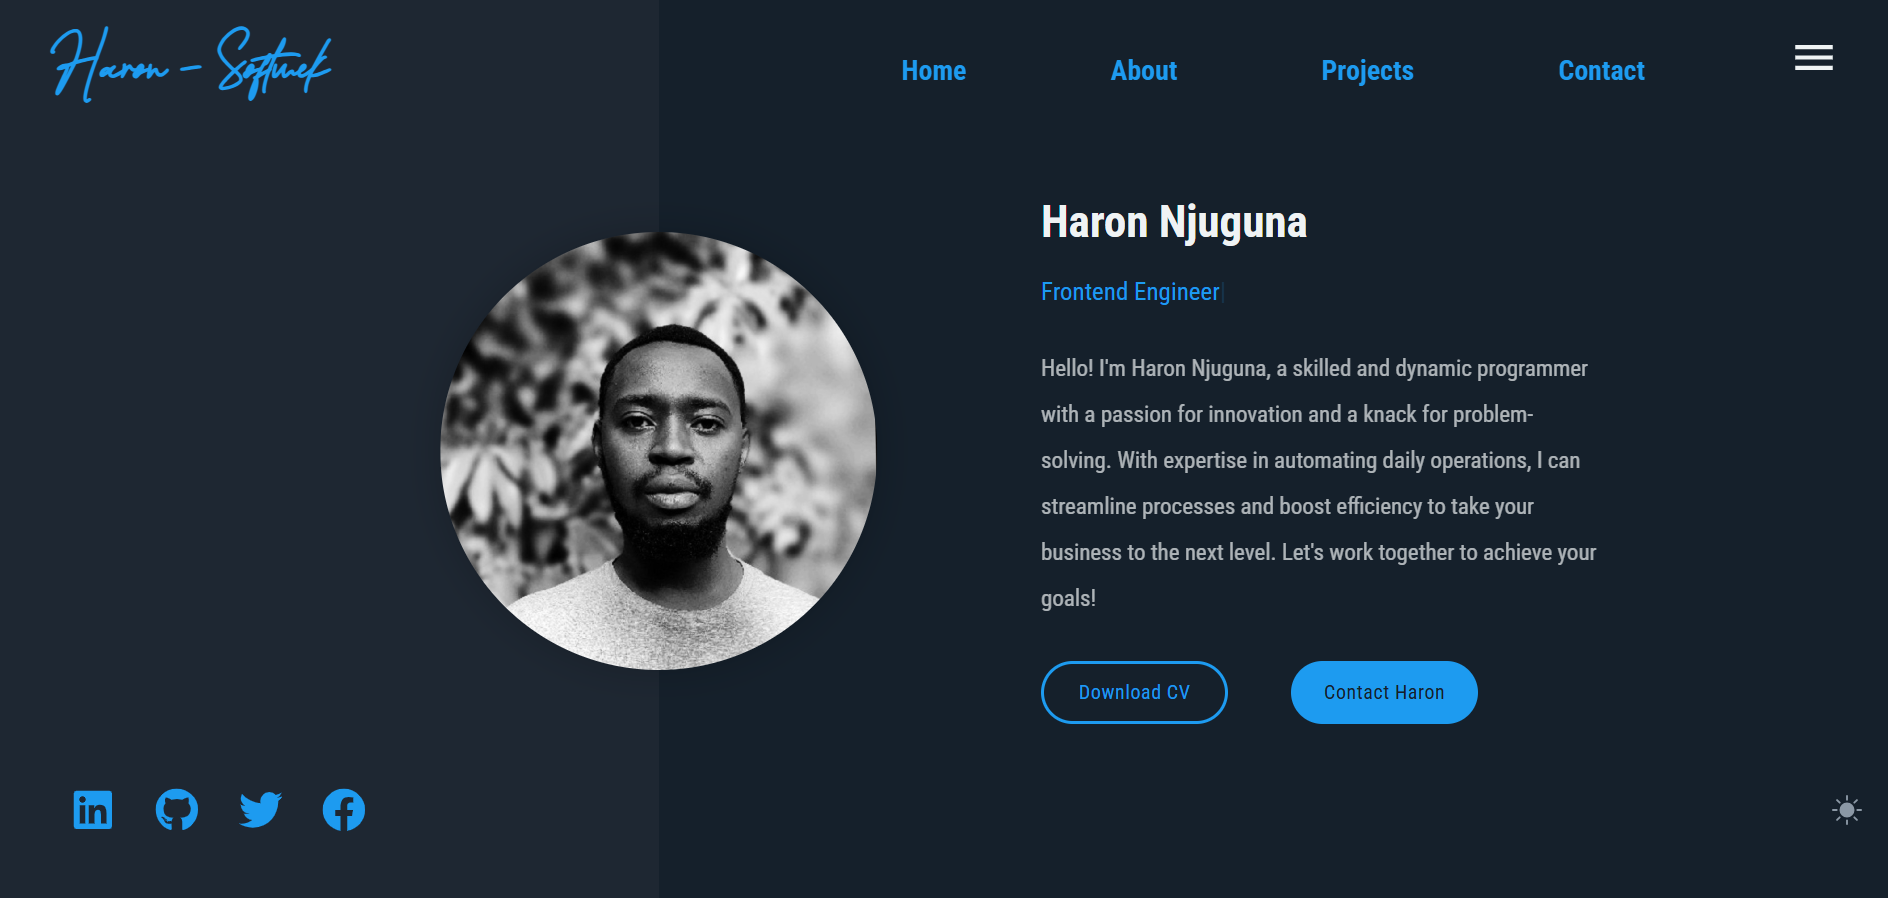 Haron - Softwek
Home
About
Projects
Contact
Haron Njuguna
Frontend Engineer
Hello! I'm Haron Njuguna, a skilled and dynamic programmer
with a passion for innovation and a knack for problem-
solving. With expertise in automating daily operations, I can
streamline processes and boost efficiency to take your
business to the next level. Let's work together to achieve your
goals!
Download CV
Contact Haron
in